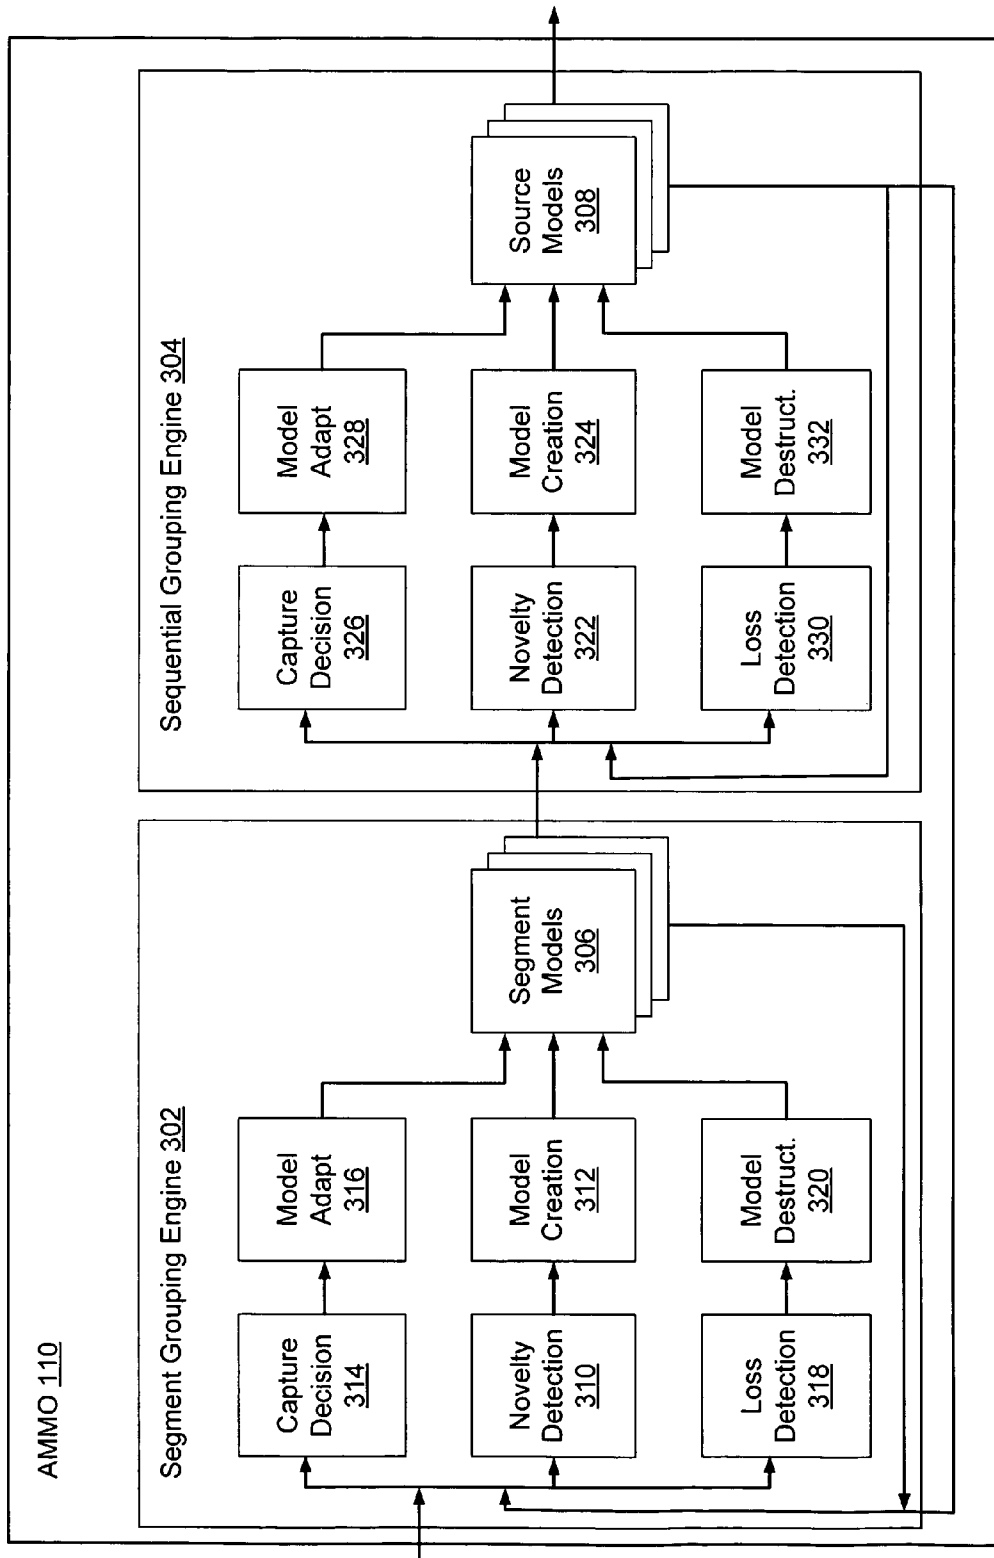 AMMO 110
Segment Grouping Engine 302
Capture
Decision
314
Model
Adapt
316
Novelty
Detection
310
Model
Creation
312
Loss
Detection
318
Model
Destruct.
320
Segment
Models
306
Sequential Grouping Engine 304
Capture
Decision
326
Model
Adapt
328
Novelty
Detection
322
Model
Creation
324
Loss
Detection
330
Model
Destruct.
332
Source
Models
308